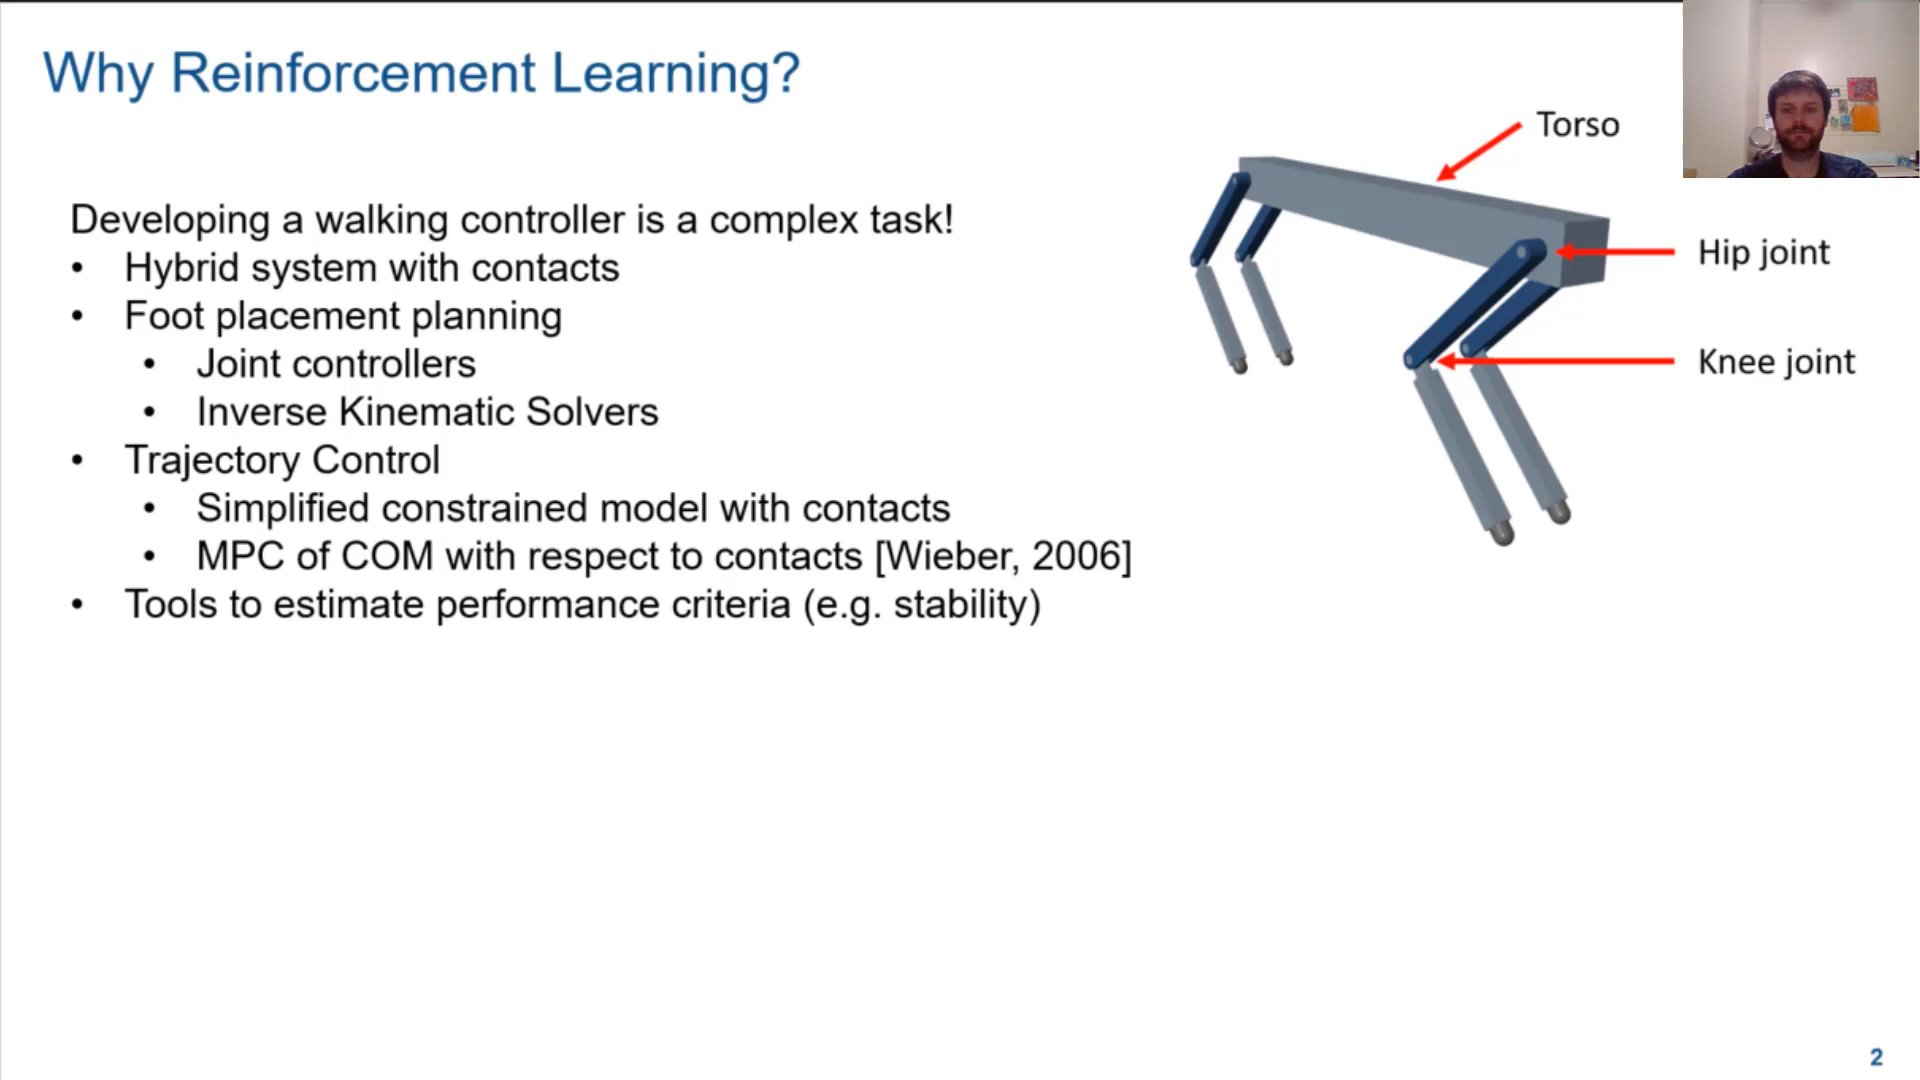 Why Reinforcement Learning?
Developing a walking controller is a complex task!
• Hybrid system with contacts
• Foot placement planning
• Joint controllers
• Inverse Kinematic Solvers
• Trajectory Control
• Simplified constrained model with contacts
• MPC of COM with respect to contacts [Wieber, 2006]
• Tools to estimate performance criteria (e.g. stability)
Torso
Hip joint
Knee joint
2